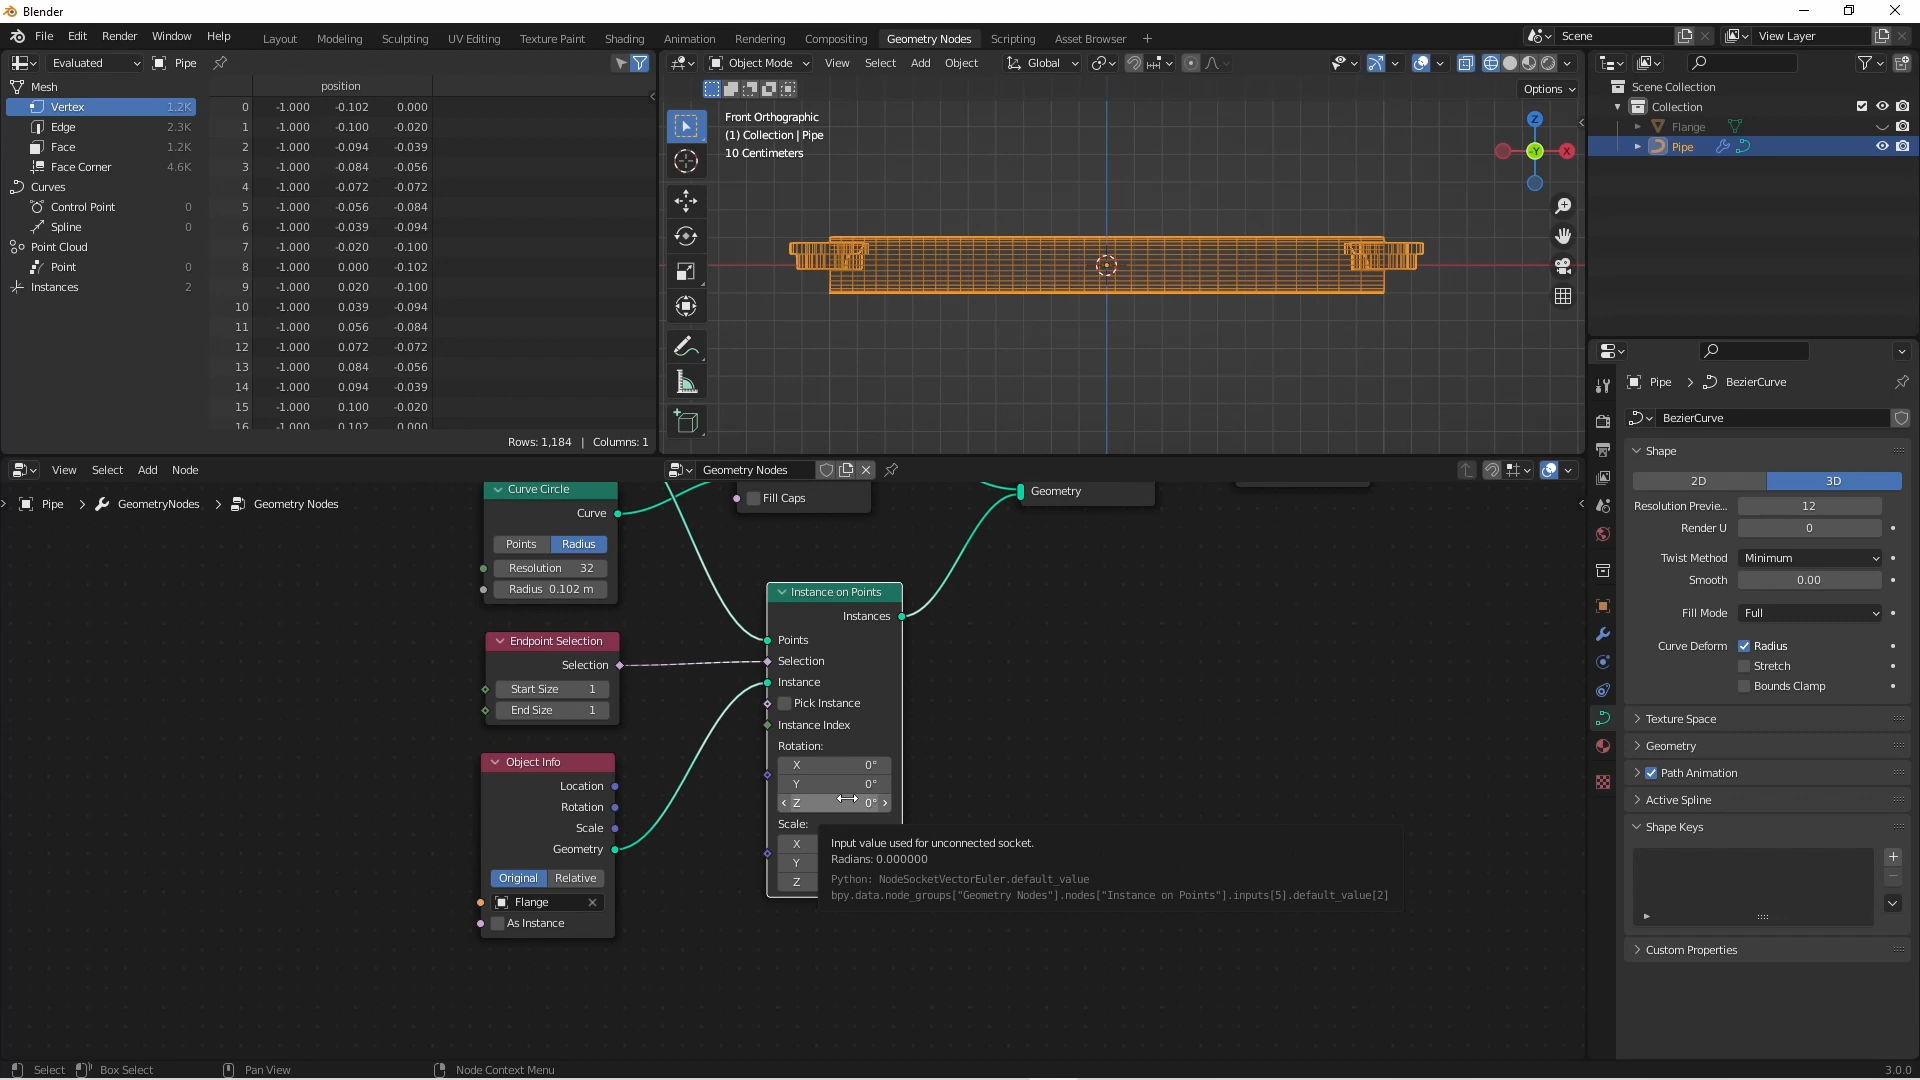 Blender
File Edit Render Window Help
Layout Modeling Sculpting UV Editing Texture Paint Shading Animation Rendering Compositing Geometry Nodes Scripting Asset Browser +
Scene
View Layer
Evaluated
Pipe
Mesh
Vertex 1.2K
Edge 2.3K
Face 1.2K
Face Corner 4.6K
Curves
Control Point 0
Spline 0
Point Cloud
Point 0
Instances 2
position
0 -1.000 -0.102 0.000
1 -1.000 -0.100 -0.020
2 -1.000 -0.094 -0.039
3 -1.000 -0.084 -0.056
4 -1.000 -0.072 -0.072
5 -1.000 -0.056 -0.084
6 -1.000 -0.039 -0.094
7 -1.000 -0.020 -0.100
8 -1.000 0.000 -0.102
9 -1.000 0.020 -0.100
10 -1.000 0.039 -0.094
11 -1.000 0.056 -0.084
12 -1.000 0.072 -0.072
13 -1.000 0.084 -0.056
14 -1.000 0.094 -0.039
15 -1.000 0.100 -0.020
16 -1.000 0.102 0.000
Rows: 1,184 | Columns: 1
Object Mode View Select Add Object Global
Options
Front Orthographic
(1) Collection | Pipe
10 Centimeters
Z
-Y
X
Scene Collection
Collection
Flange
Pipe
Pipe > BezierCurve
BezierCurve
Shape
2D 3D
Resolution Previe... 12
Render U 0
Twist Method Minimum
Smooth 0.00
Fill Mode Full
Curve Deform Radius
Stretch
Bounds Clamp
Texture Space
Geometry
Path Animation
Active Spline
Shape Keys
Custom Properties
View Select Add Node
Geometry Nodes
Pipe > GeometryNodes > Geometry Nodes
Curve Circle
Curve
Points Radius
Resolution 32
Radius 0.102 m
Fill Caps
Geometry
Endpoint Selection
Selection
Start Size 1
End Size 1
Object Info
Location
Rotation
Scale
Geometry
Original Relative
Flange
As Instance
Instance on Points
Instances
Points
Selection
Instance
Pick Instance
Instance Index
Rotation:
X 0°
Y 0°
Z 0°
Scale:
X
Y
Z
Input value used for unconnected socket.
Radians: 0.000000
Python: NodeSocketVectorEuler.default_value
bpy.data.node_groups["Geometry Nodes"].nodes["Instance on Points"].inputs[5].default_value[2]
Select Box Select Pan View Node Context Menu
3.0.0